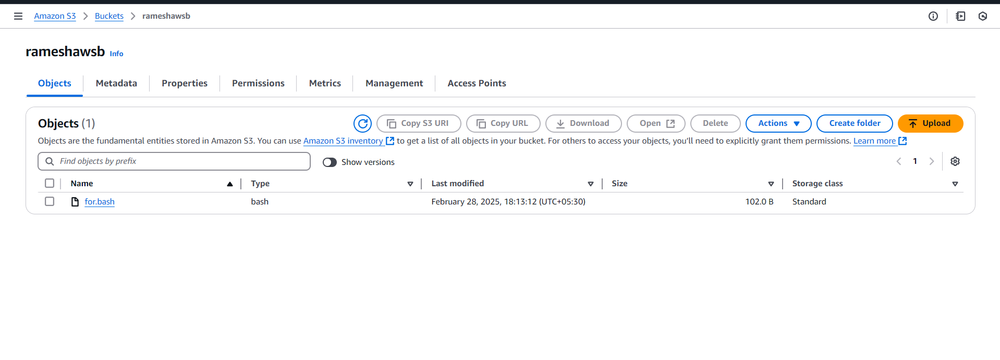 Amazon S3 > Buckets > rameshawsb
rameshawsb Info
Objects Metadata Properties Permissions Metrics Management Access Points
Objects (1) Copy S3 URI Copy URL Download Open Delete Actions Create folder Upload
Objects are the fundamental entities stored in Amazon S3. You can use Amazon S3 inventory to get a list of all objects in your bucket. For others to access your objects, you’ll need to explicitly grant them permissions. Learn more
Find objects by prefix Show versions 1
Name Type Last modified Size Storage class
for.bash bash February 28, 2025, 18:13:12 (UTC+05:30) 102.0 B Standard